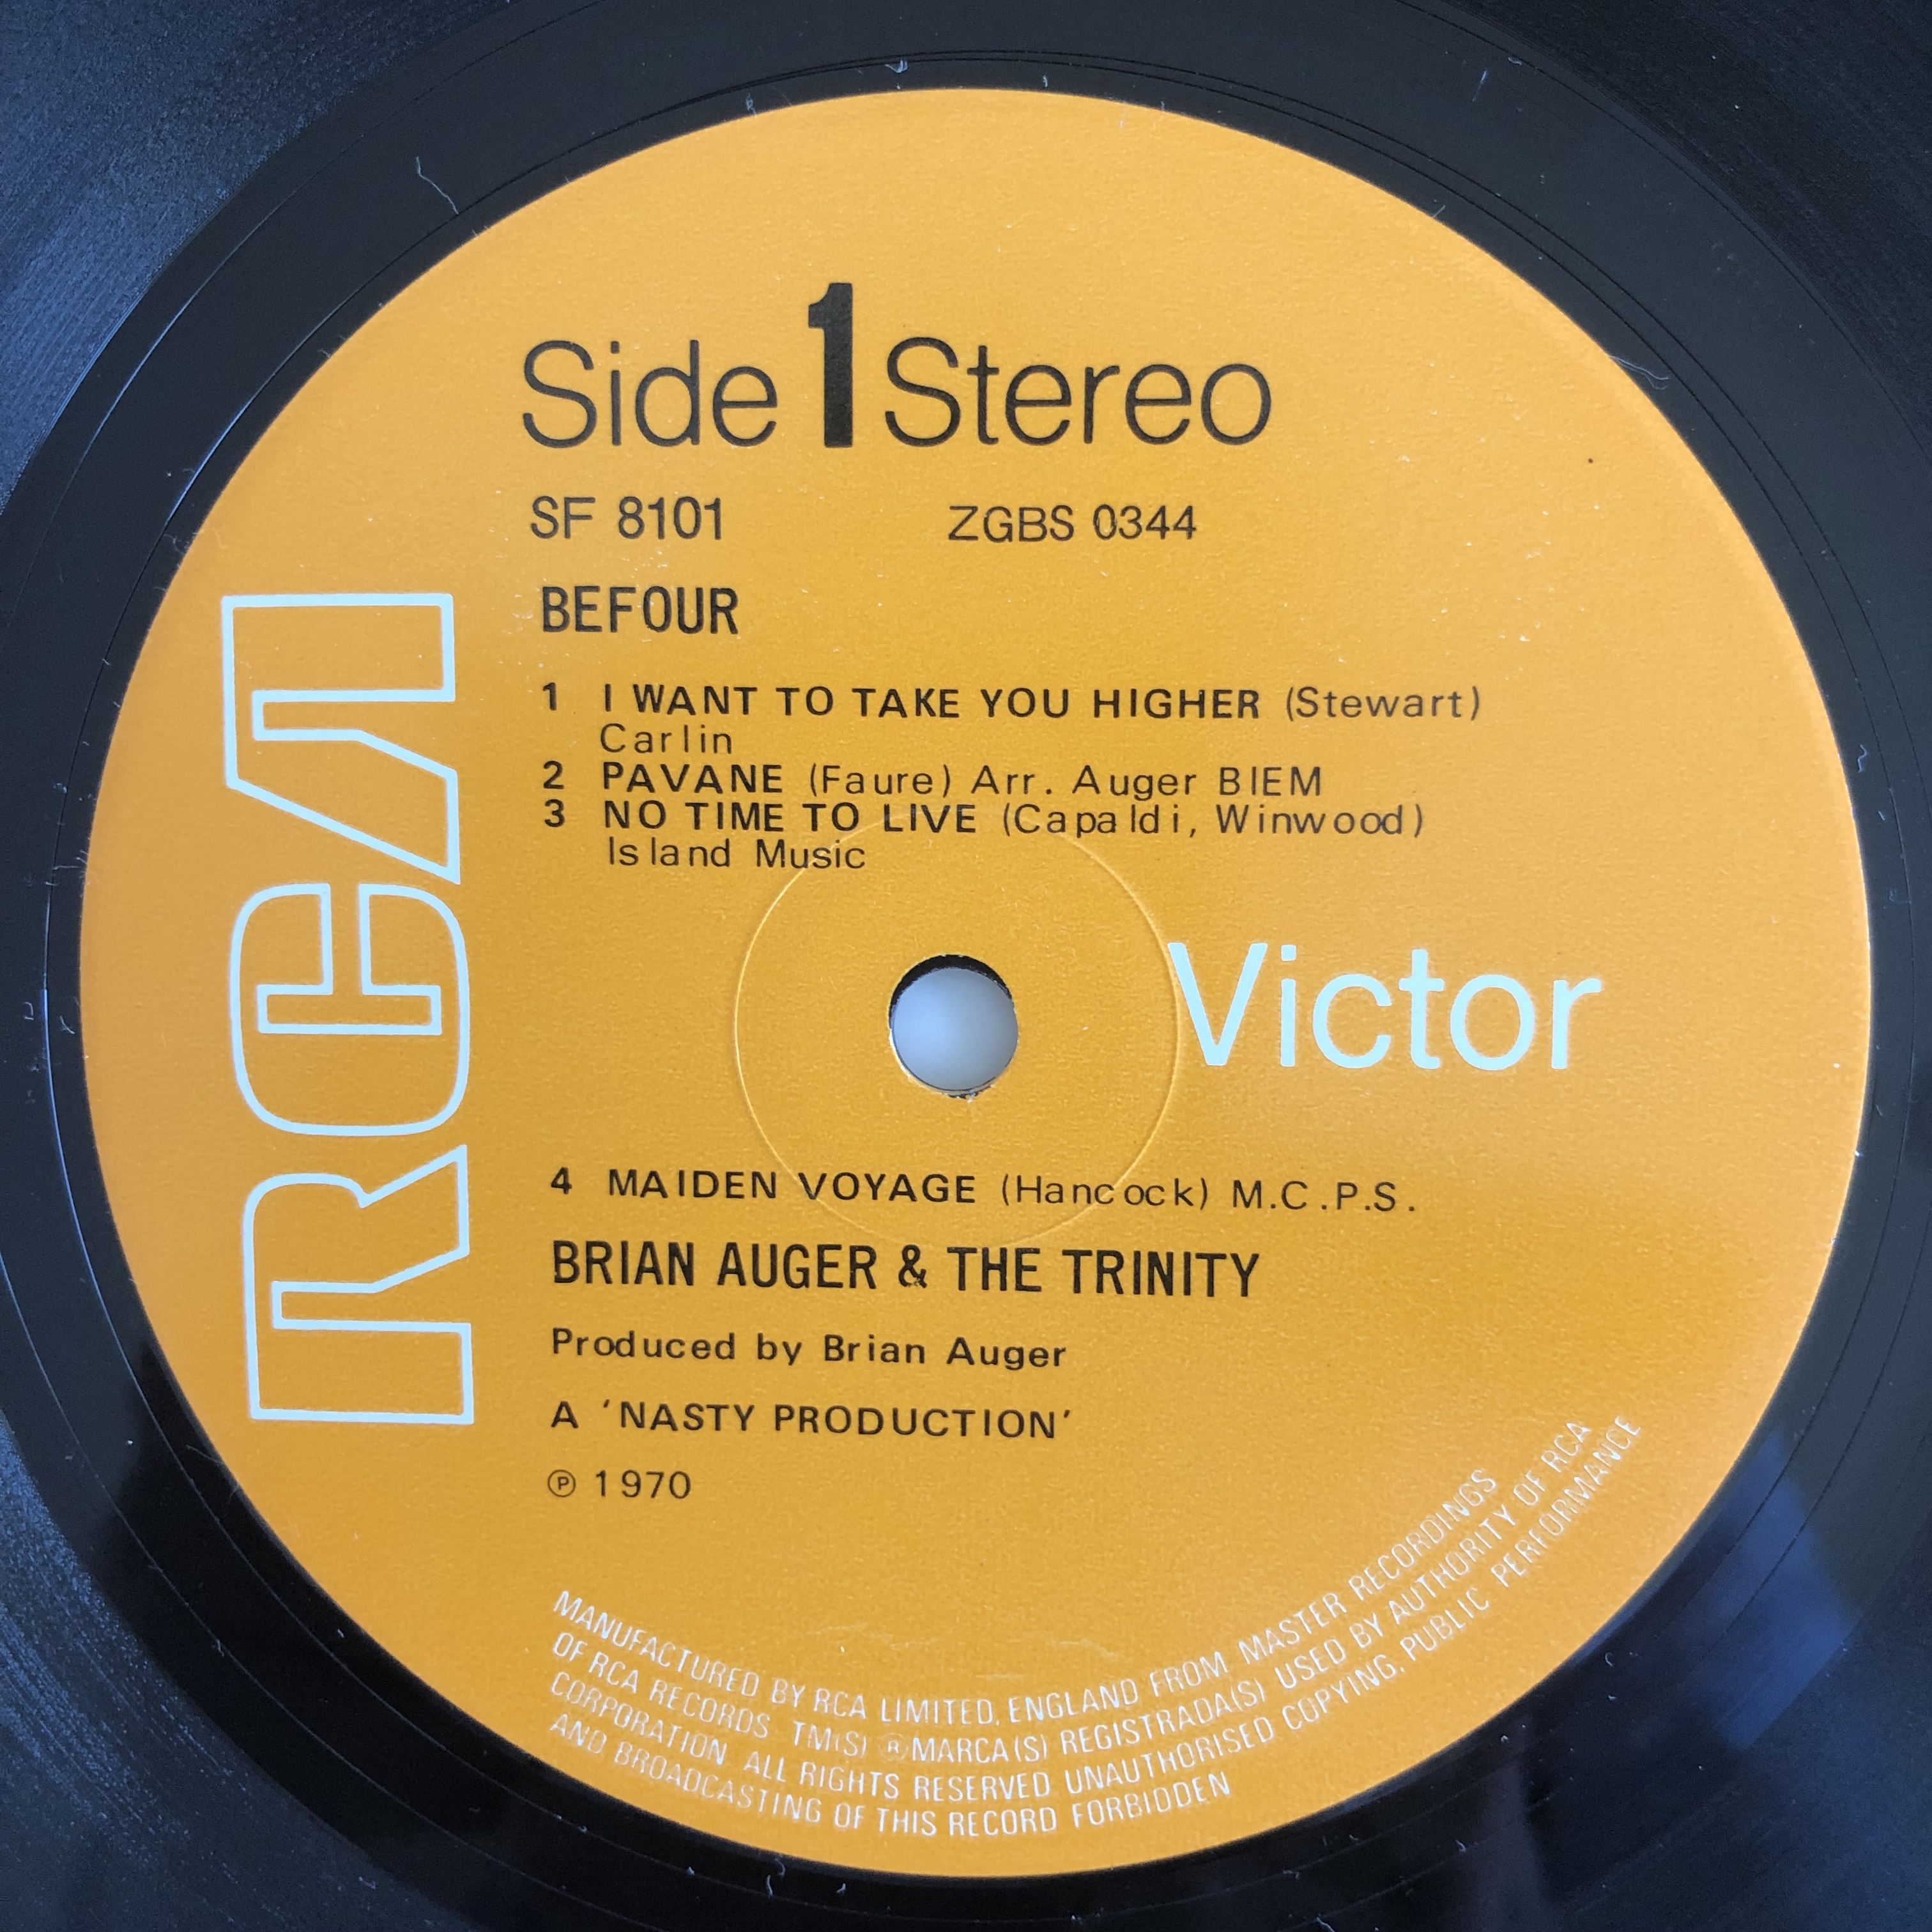 Side 1 Stereo
SF 8101 ZGBS 0344
BEFOUR
1 I WANT TO TAKE YOU HIGHER (Stewart)
Carlin
2 PAVANE (Faure) Arr. Auger BIEM
3 NO TIME TO LIVE (Capaldi, Winwood)
Island Music
RCA
Victor
4 MAIDEN VOYAGE (Hancock) M.C.P.S.
BRIAN AUGER & THE TRINITY
Produced by Brian Auger
A 'NASTY PRODUCTION'
℗ 1970
MANUFACTURED BY RCA LIMITED, ENGLAND FROM MASTER RECORDINGS
OF RCA RECORDS TM(S) ® MARCA(S) REGISTRADA(S) USED BY AUTHORITY OF RCA
CORPORATION. ALL RIGHTS RESERVED UNAUTHORISED COPYING, PUBLIC PERFORMANCE
AND BROADCASTING OF THIS RECORD FORBIDDEN